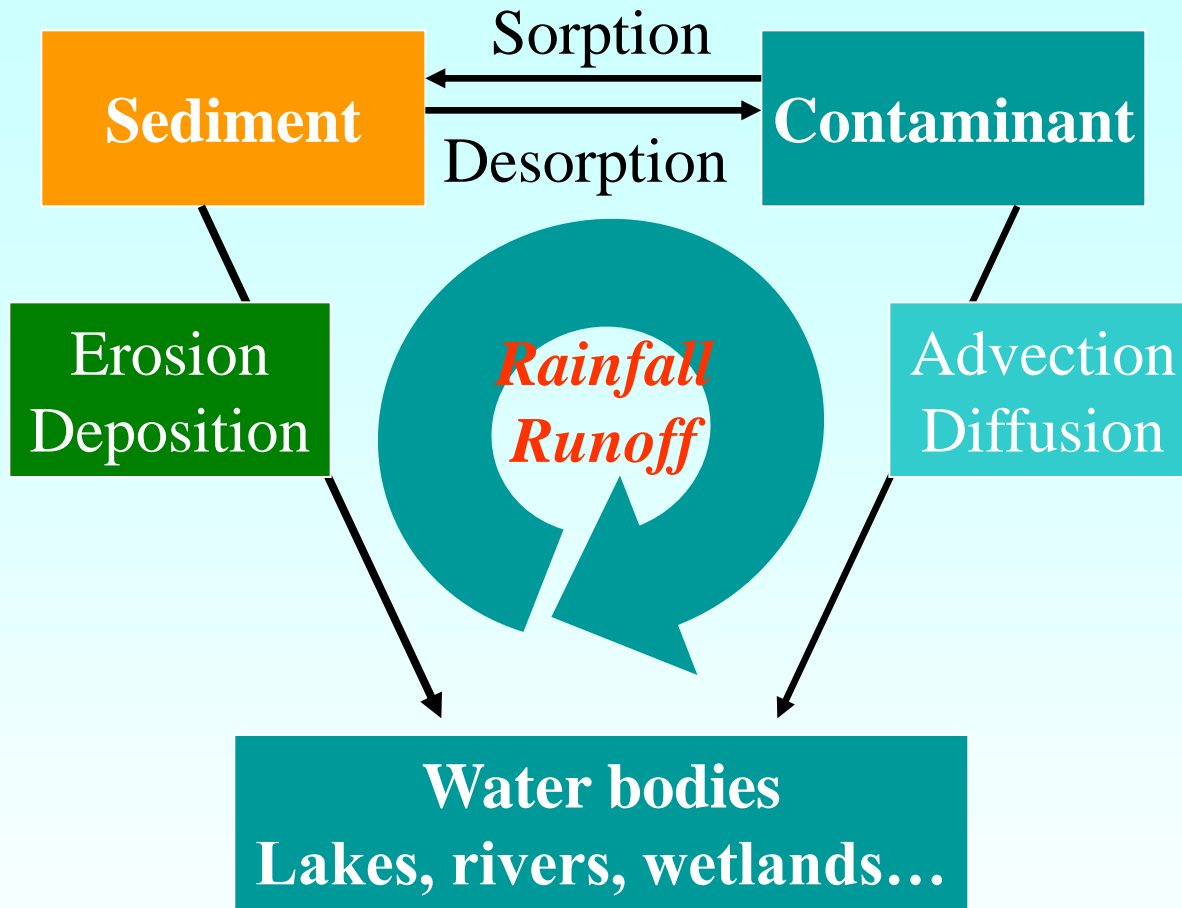 Sorption
Sediment
Contaminant
Desorption
Erosion
Deposition
Rainfall
Runoff
Advection
Diffusion
Water bodies
Lakes, rivers, wetlands…